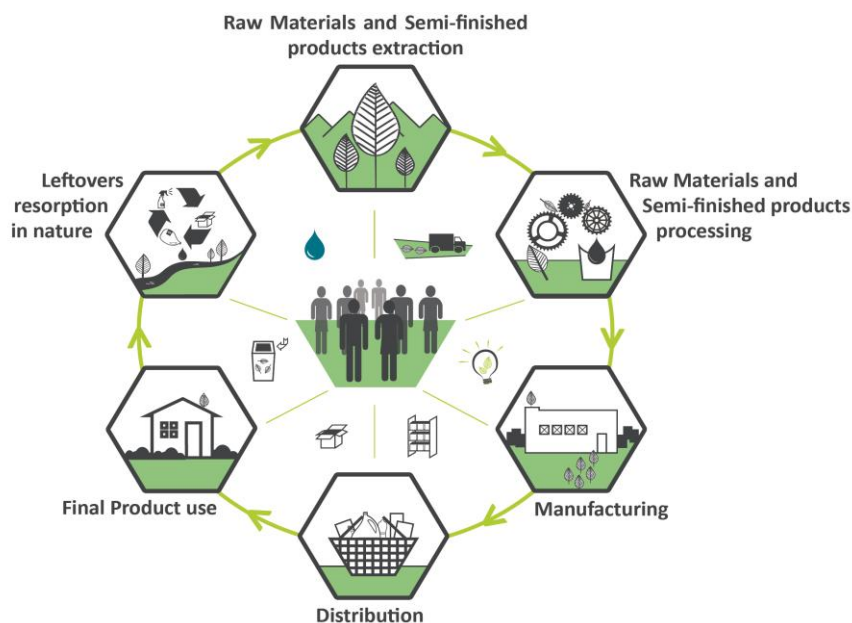 Raw Materials and Semi-finished
products extraction
Raw Materials and
Semi-finished products
processing
Manufacturing
Distribution
Final Product use
Leftovers
resorption
in nature